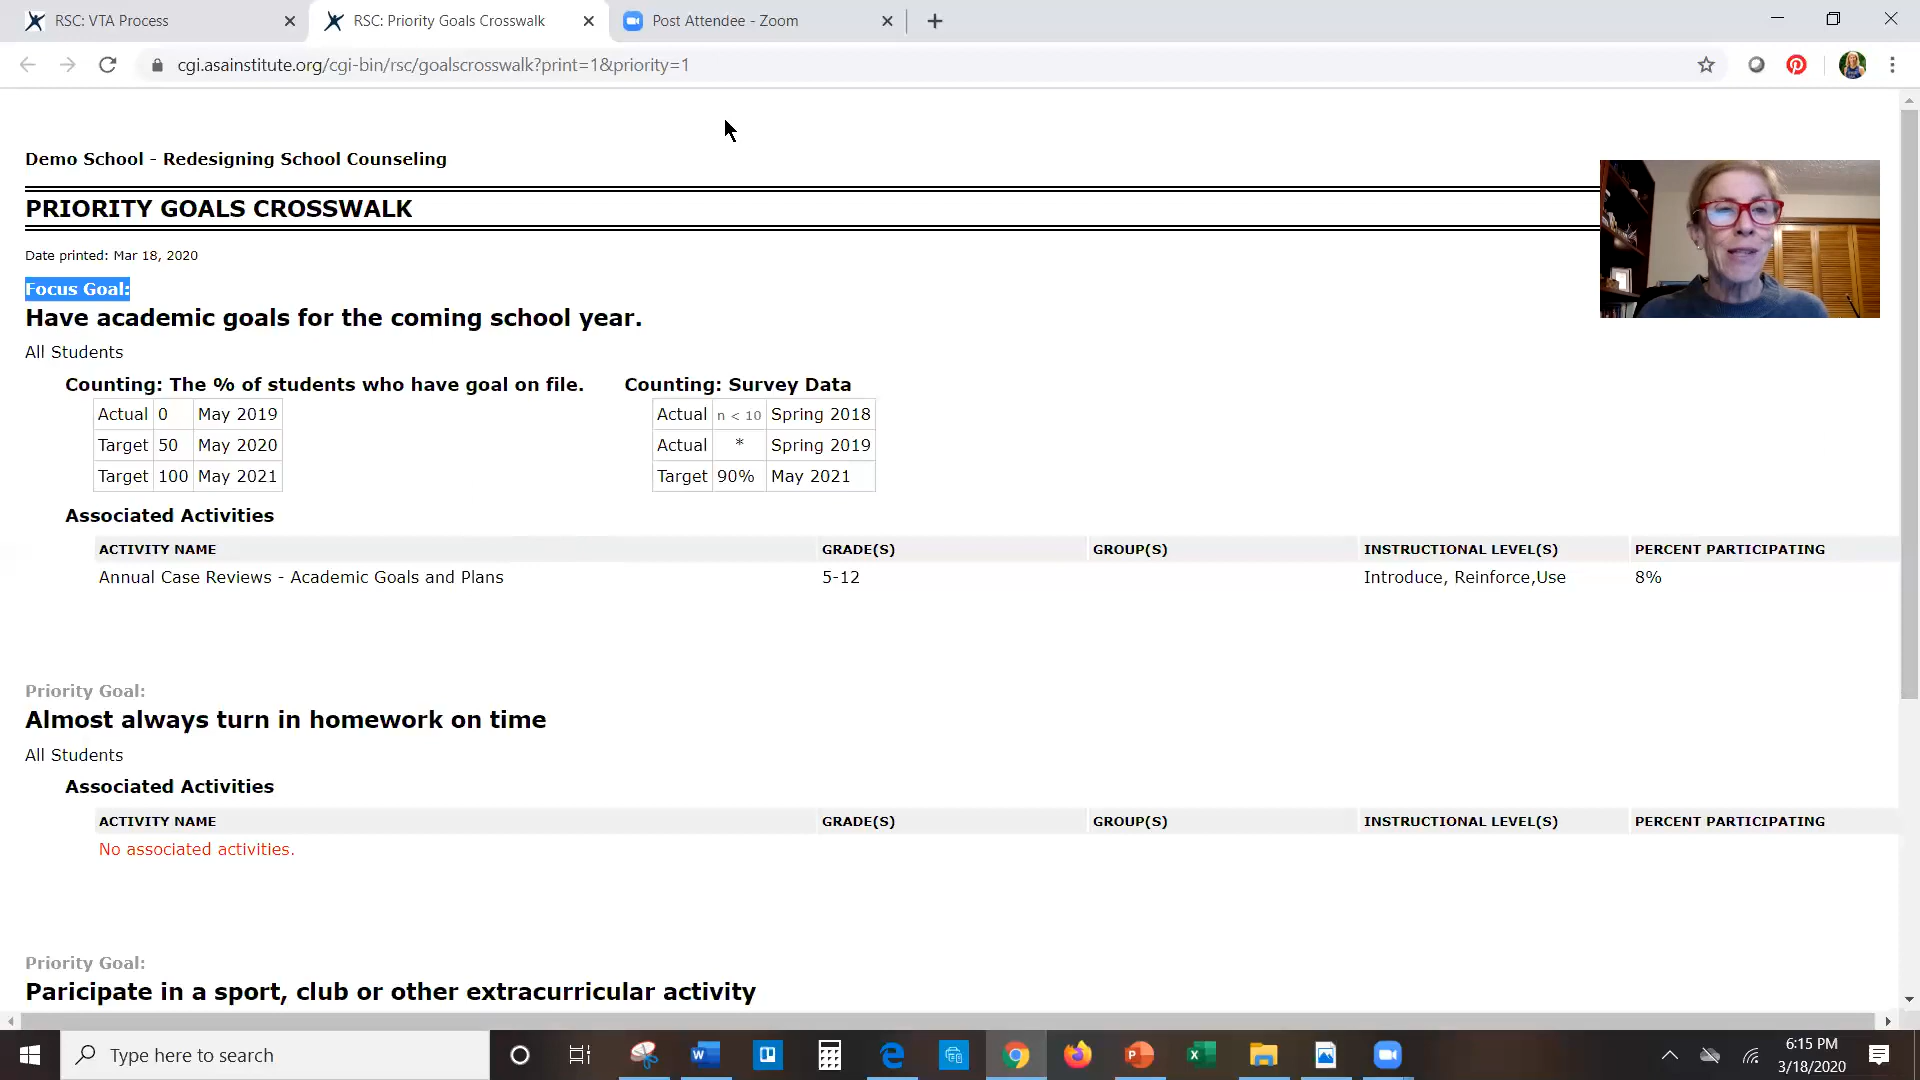 RSC: VTA Process
RSC: Priority Goals Crosswalk
Post Attendee - Zoom
cgi.asainstitute.org/cgi-bin/rsc/goalscrosswalk?print=1&priority=1
Demo School - Redesigning School Counseling
PRIORITY GOALS CROSSWALK
Date printed: Mar 18, 2020
Focus Goal:
Have academic goals for the coming school year.
All Students
Counting: The % of students who have goal on file. Counting: Survey Data
Actual 0 May 2019 Actual n < 10 Spring 2018
Target 50 May 2020 Actual * Spring 2019
Target 100 May 2021 Target 90% May 2021
Associated Activities
ACTIVITY NAME GRADE(S) GROUP(S) INSTRUCTIONAL LEVEL(S) PERCENT PARTICIPATING
Annual Case Reviews - Academic Goals and Plans 5-12 Introduce, Reinforce,Use 8%
Priority Goal:
Almost always turn in homework on time
All Students
Associated Activities
ACTIVITY NAME GRADE(S) GROUP(S) INSTRUCTIONAL LEVEL(S) PERCENT PARTICIPATING
No associated activities.
Priority Goal:
Paricipate in a sport, club or other extracurricular activity
Type here to search
6:15 PM
3/18/2020